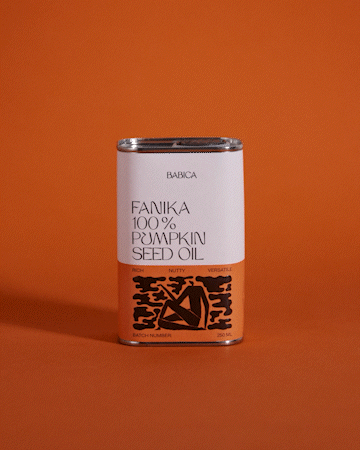 BABICA
FANIKA
100%
PUMPKIN
SEED OIL
RICH NUTTY VERSATILE
BATCH NUMBER 250 ML